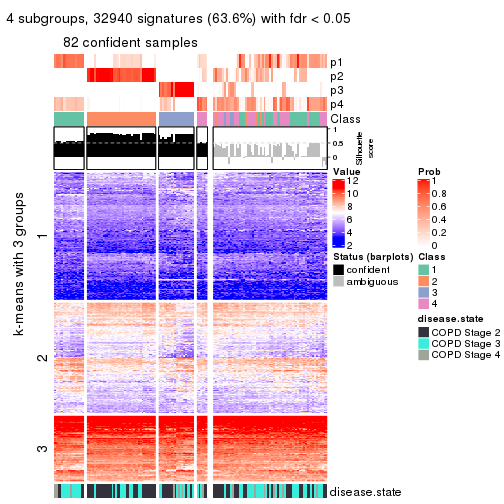 4 subgroups, 32940 signatures (63.6%) with fdr < 0.05
82 confident samples
p1
p2
p3
p4
Class
1
0.5
0
Silhouette
score
k-means with 3 groups
1
2
3
Value
12
10
8
6
4
2
Prob
1
0.8
0.6
0.4
0.2
0
Status (barplots)
confident
ambiguous
Class
1
2
3
4
disease.state
COPD Stage 2
COPD Stage 3
COPD Stage 4
disease.state